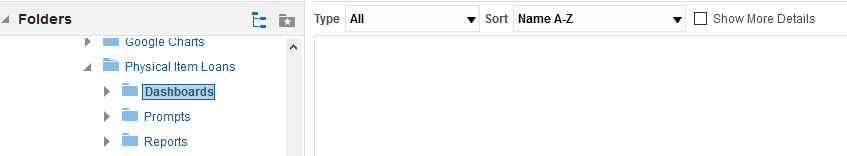 Folders
Google Charts
Physical Item Loans
Dashboards
Prompts
Reports
Type All Sort Name A-Z Show More Details